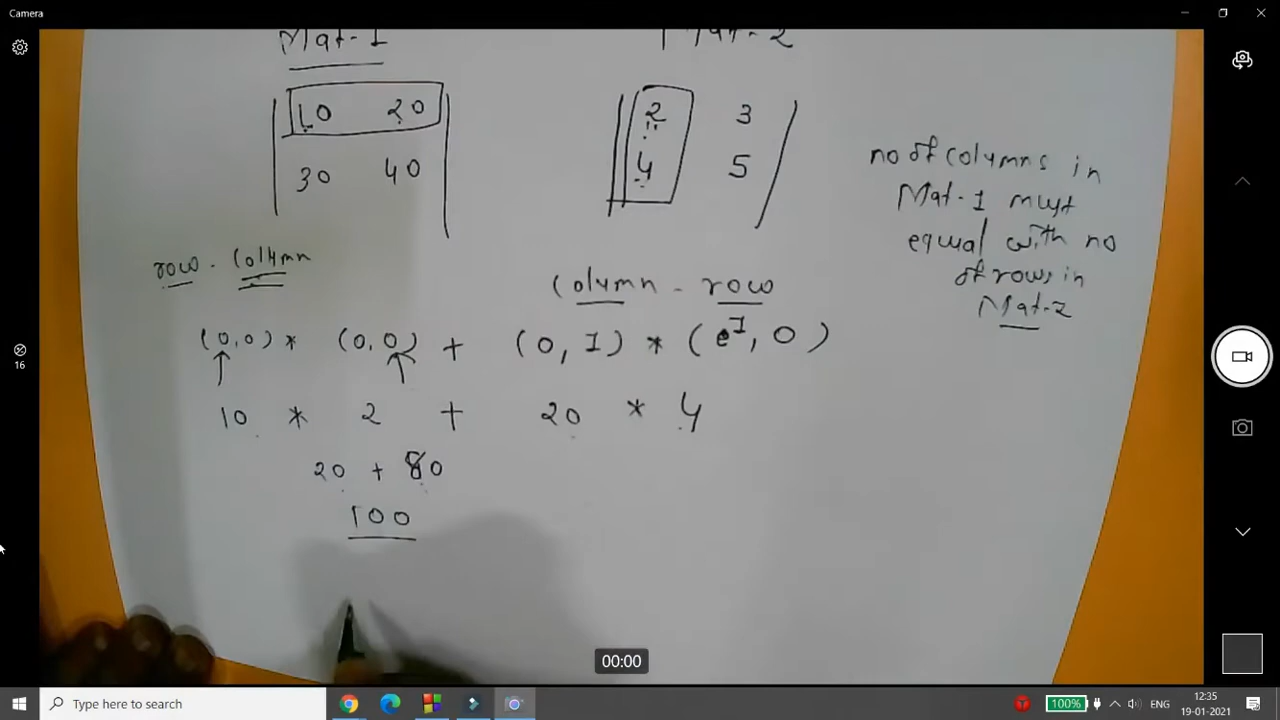 Camera
Mat-1
Mat-2
10 20
30 40
2 3
4 5
no of columns in
Mat-1 must
equal with no
of rows in
Mat-2
row - Column
Column - row
(0,0) * (0,0) + (0,1) * (1,0)
10 * 2 + 20 * 4
20 + 80
100
16
00:00
Type here to search
100%
ENG
12:35
19-01-2021